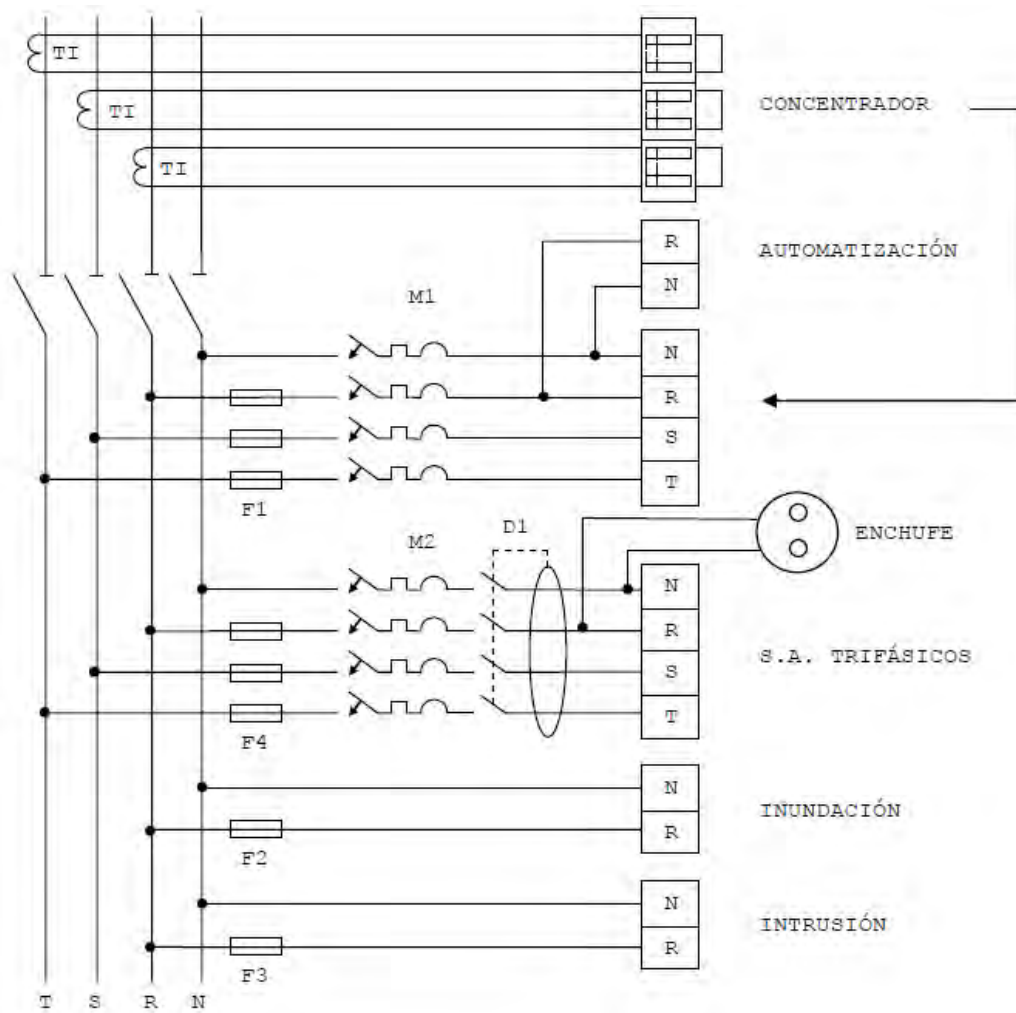 TI
TI
CONCENTRADOR
TI
R
AUTOMATIZACIÓN
N
M1
N
R
S
T
F1
ENCHUFE
M2
D1
N
R
S.A. TRIFÁSICOS
S
T
F4
N
INUNDACIÓN
R
F2
N
INTRUSIÓN
R
F3
T S R N